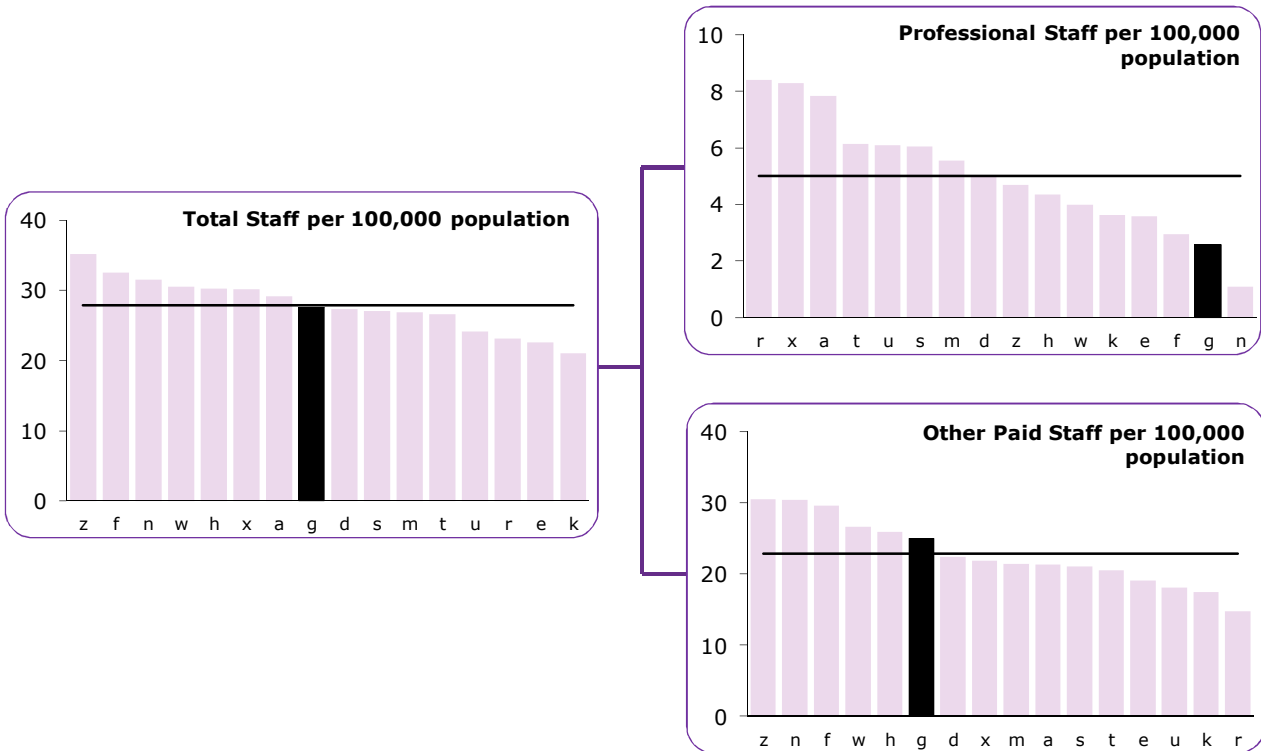 Total Staff per 100,000 population
40
30
20
10
0
z f n w h x a g d s m t u r e k
Professional Staff per 100,000
population
10
8
6
4
2
0
r x a t u s m d z h w k e f g n
Other Paid Staff per 100,000
population
40
30
20
10
0
z n f w h g d x m a s t e u k r